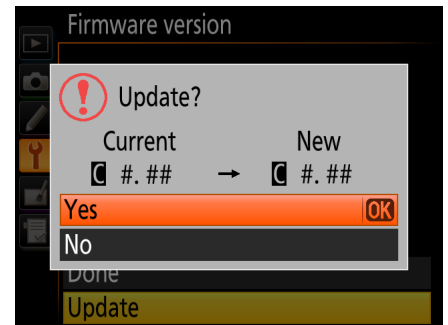 Firmware version
Update?
Current New
C #. ## → C #. ##
Yes OK
No
Done
Update